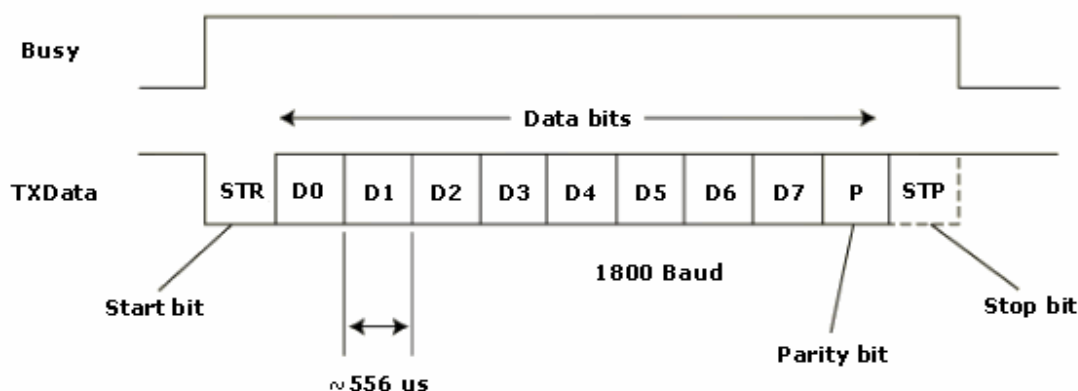 Busy
Data bits
TXData STR D0 D1 D2 D3 D4 D5 D6 D7 P STP
1800 Baud
Start bit
Stop bit
Parity bit
~556 us